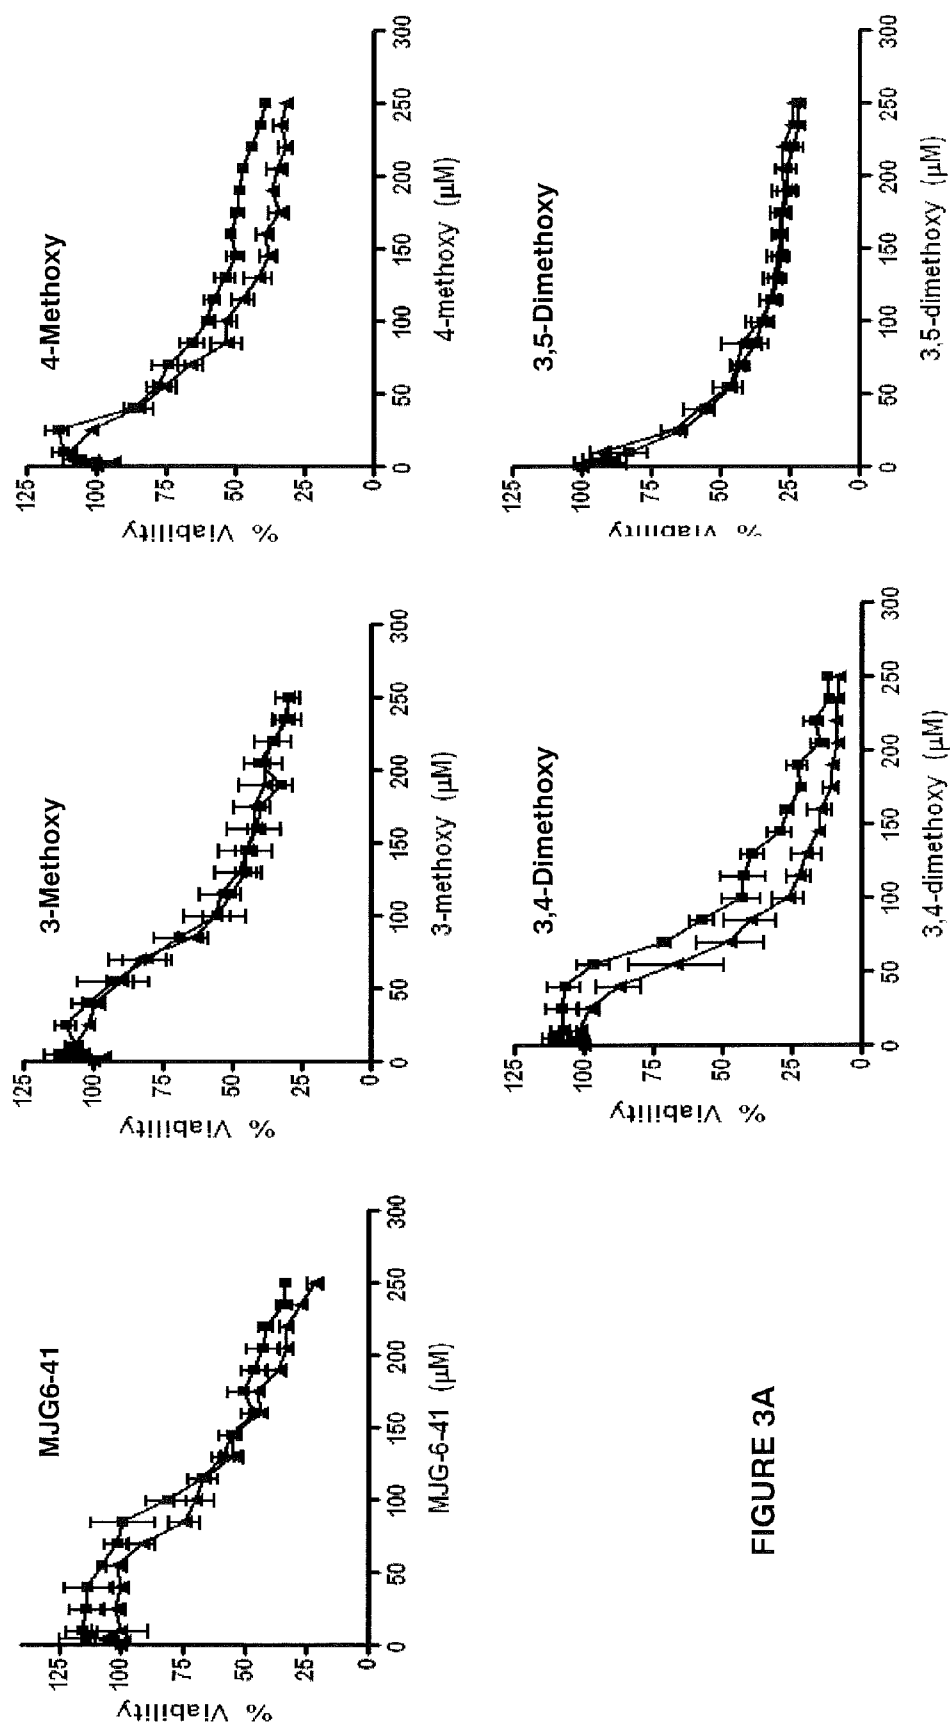 MJG6-41
% Viability
125
100
75
50
25
0
0 50 100 150 200 250 300
MJG-6-41 (μM)
3-Methoxy
% Viability
125
100
75
50
25
0
0 50 100 150 200 250 300
3-methoxy (μM)
4-Methoxy
% Viability
125
100
75
50
25
0
0 50 100 150 200 250 300
4-methoxy (μM)
3,4-Dimethoxy
% Viability
125
100
75
50
25
0
0 50 100 150 200 250 300
3,4-dimethoxy (μM)
3,5-Dimethoxy
% Viability
125
100
75
50
25
0
0 50 100 150 200 250 300
3,5-dimethoxy (μM)
FIGURE 3A